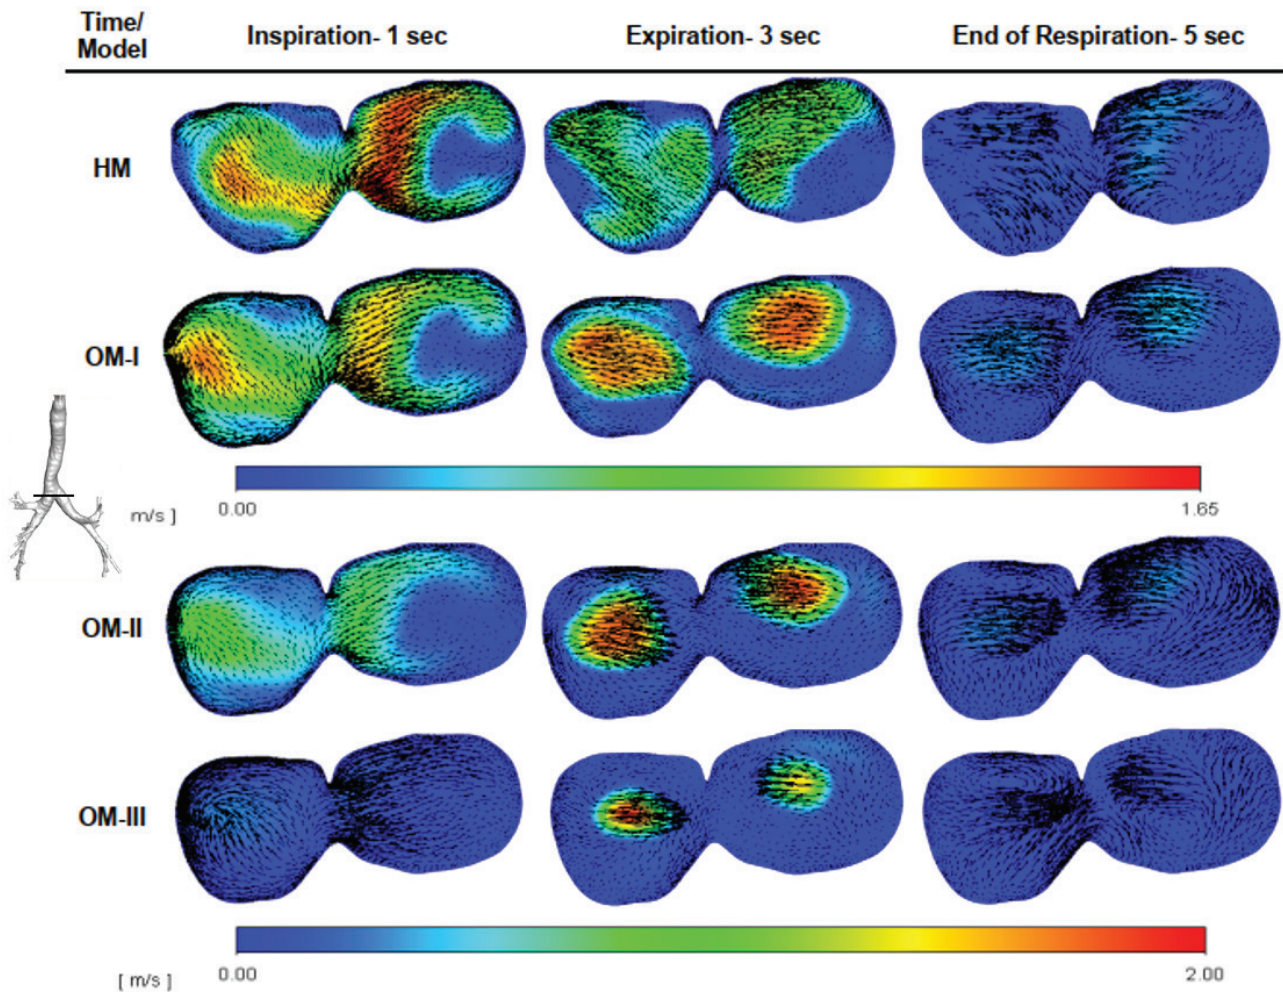 Time/ Model Inspiration- 1 sec Expiration- 3 sec End of Respiration- 5 sec
HM
OM-I
0.00 1.65
m/s ]
OM-II
OM-III
0.00 2.00
[ m/s ]